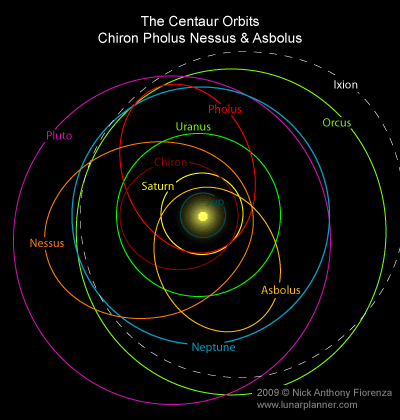 The Centaur Orbits
Chiron Pholus Nessus & Asbolus
Ixion
Pholus
Orcus
Uranus
Pluto
Chiron
Saturn
Nessus
Asbolus
Neptune
2009 © Nick Anthony Fiorenza
www.lunarplanner.com